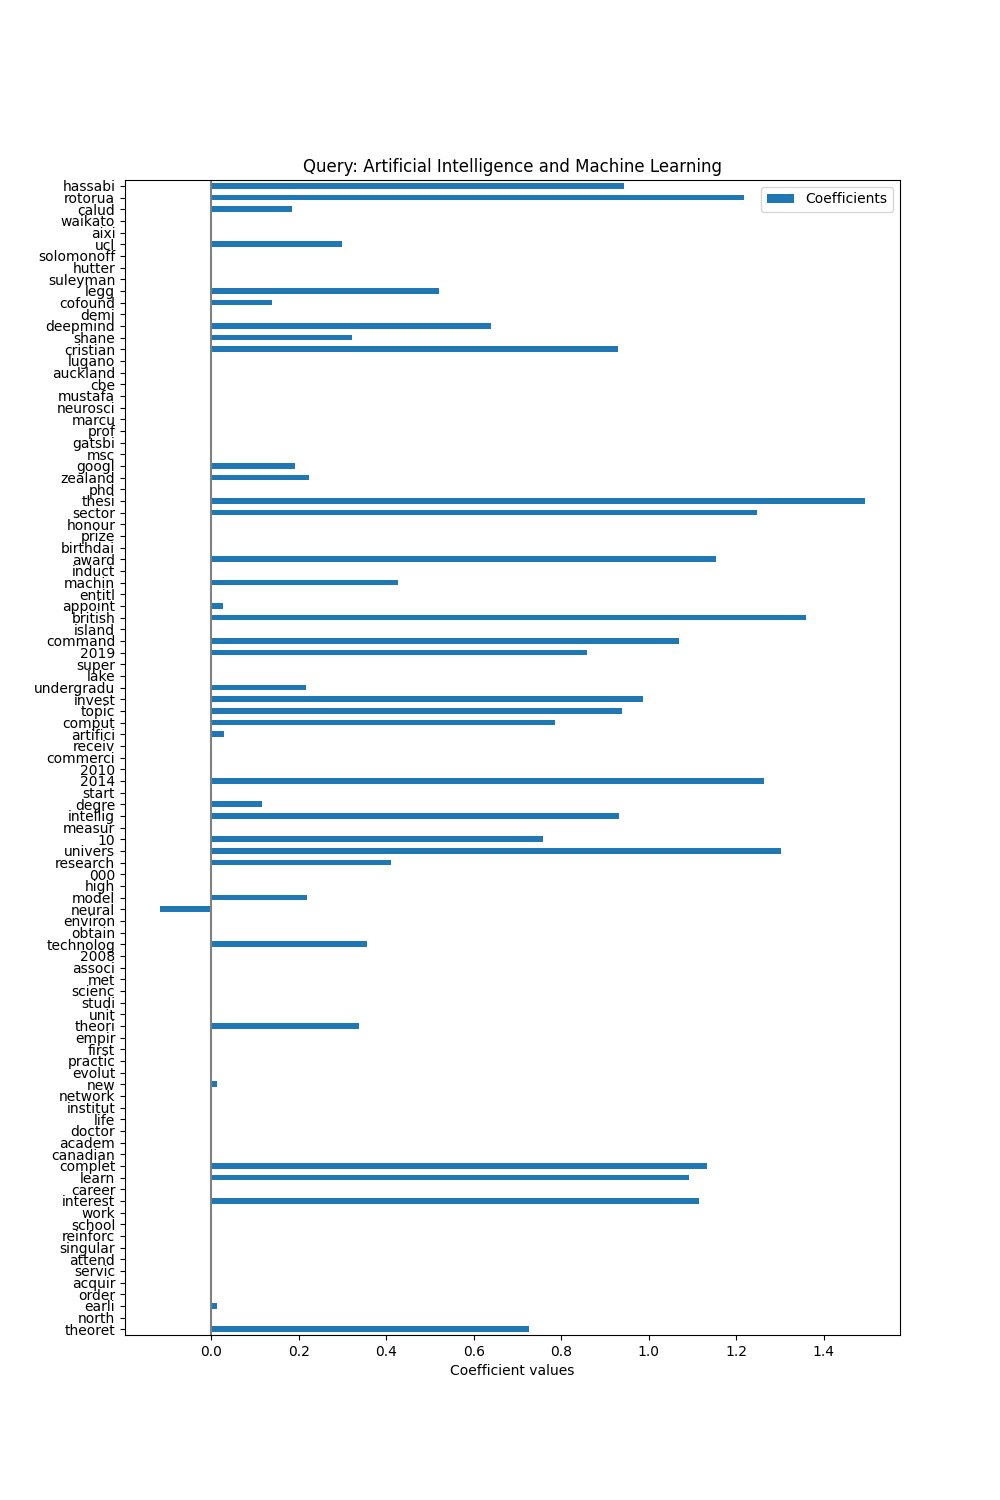 Query: Artificial Intelligence and Machine Learning
Coefficients
hassabi
rotorua
calud
waikato
aixi
ucl
solomonoff
hutter
suleyman
legg
cofound
demi
deepmind
shane
cristian
lugano
auckland
cbe
mustafa
neurosci
marcu
prof
gatsbi
msc
googl
zealand
phd
thesi
sector
honour
prize
birthdai
award
induct
machin
entitl
appoint
british
island
command
2019
super
lake
undergradu
invest
topic
comput
artifici
receiv
commerci
2010
2014
start
degre
intellig
measur
10
univers
research
000
high
model
neural
environ
obtain
technolog
2008
associ
met
scienc
studi
unit
theori
empir
first
practic
evolut
new
network
institut
life
doctor
academ
canadian
complet
learn
career
interest
work
school
reinforc
singular
attend
servic
acquir
order
earli
north
theoret
0.0 0.2 0.4 0.6 0.8 1.0 1.2 1.4
Coefficient values